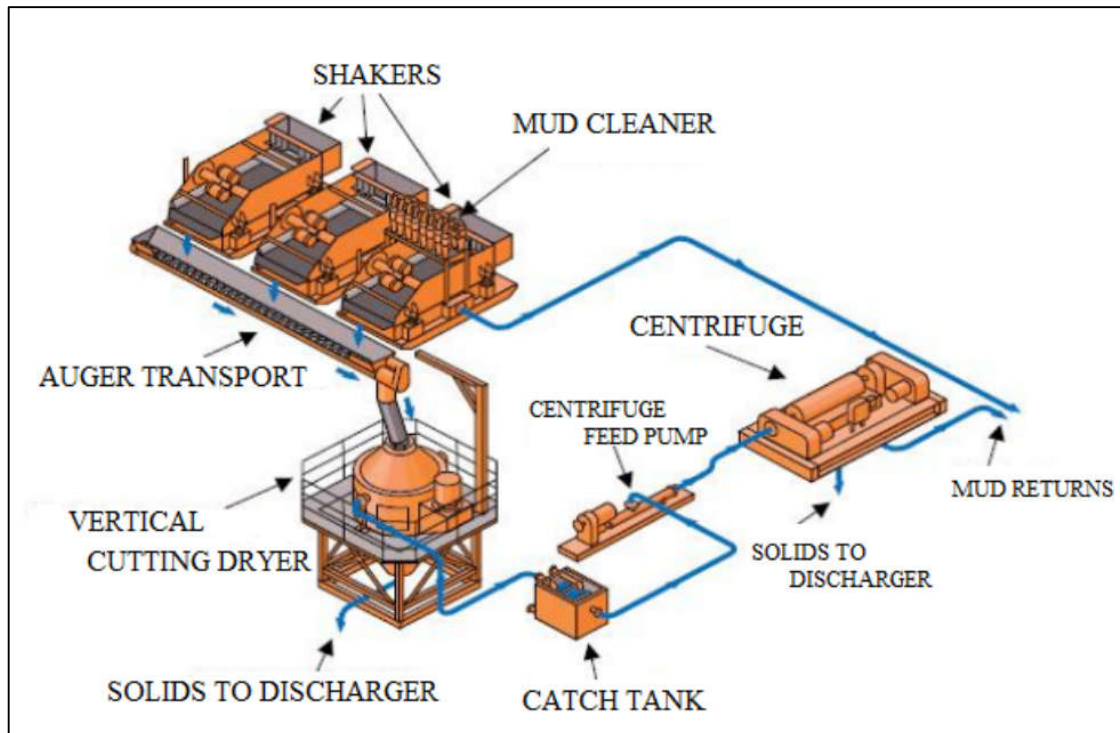 SHAKERS
MUD CLEANER
CENTRIFUGE
AUGER TRANSPORT
CENTRIFUGE
FEED PUMP
MUD RETURNS
VERTICAL
CUTTING DRYER
SOLIDS TO
DISCHARGER
SOLIDS TO DISCHARGER
CATCH TANK